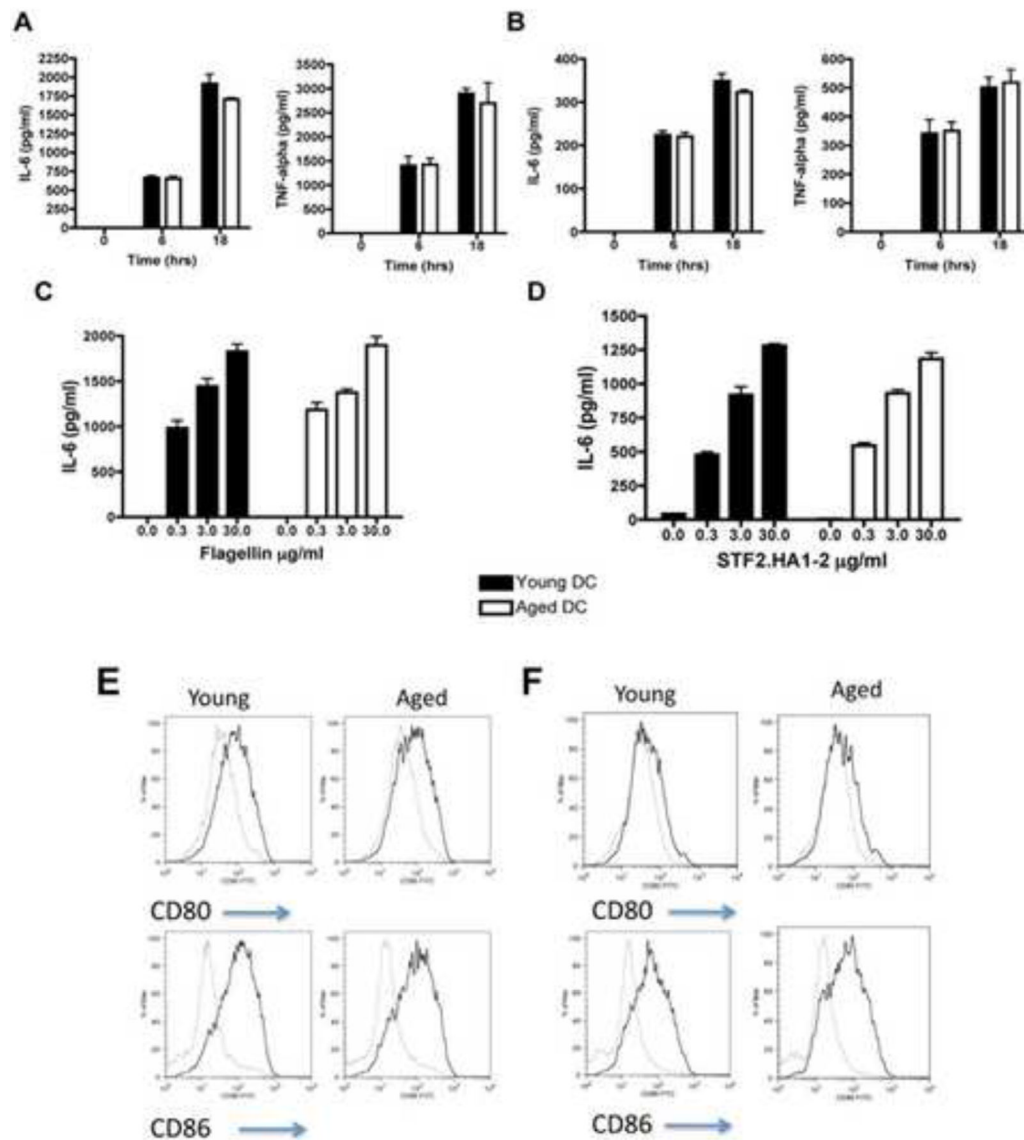 A
B
2250
2000
1750
1500
1250
1000
750
500
250
0
IL-6 (pg/ml)
0 6 18
Time (hrs)
3500
3000
2500
2000
1500
1000
500
0
TNF-alpha (pg/ml)
0 6 18
Time (hrs)
400
300
200
100
0
IL-6 (pg/ml)
0 6 18
Time (hrs)
600
500
400
300
200
100
0
TNF-alpha (pg/ml)
0 6 18
Time (hrs)
C
D
2000
1500
1000
500
0
IL-6 (pg/ml)
0.0 0.3 3.0 30.0 0.0 0.3 3.0 30.0
Flagellin µg/ml
1500
1250
1000
750
500
250
0
IL-6 (pg/ml)
0.0 0.3 3.0 30.0 0.0 0.3 3.0 30.0
STF2.HA1-2 µg/ml
Young DC
Aged DC
E
Young
Aged
F
Young
Aged
CD80
CD80
CD86
CD86